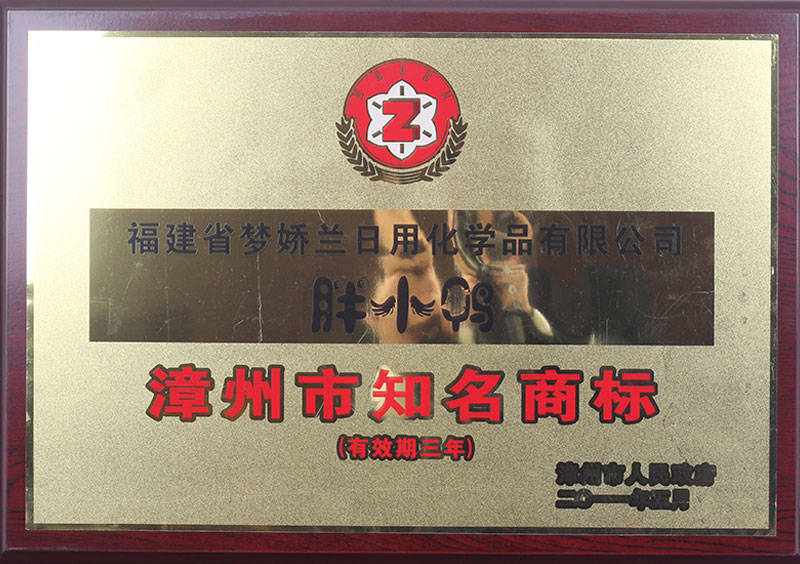 Z
福建省梦娇兰日用化学品有限公司
胖小鸭
漳州市知名商标
(有效期三年)
漳州市人民政府
二〇一一年五月